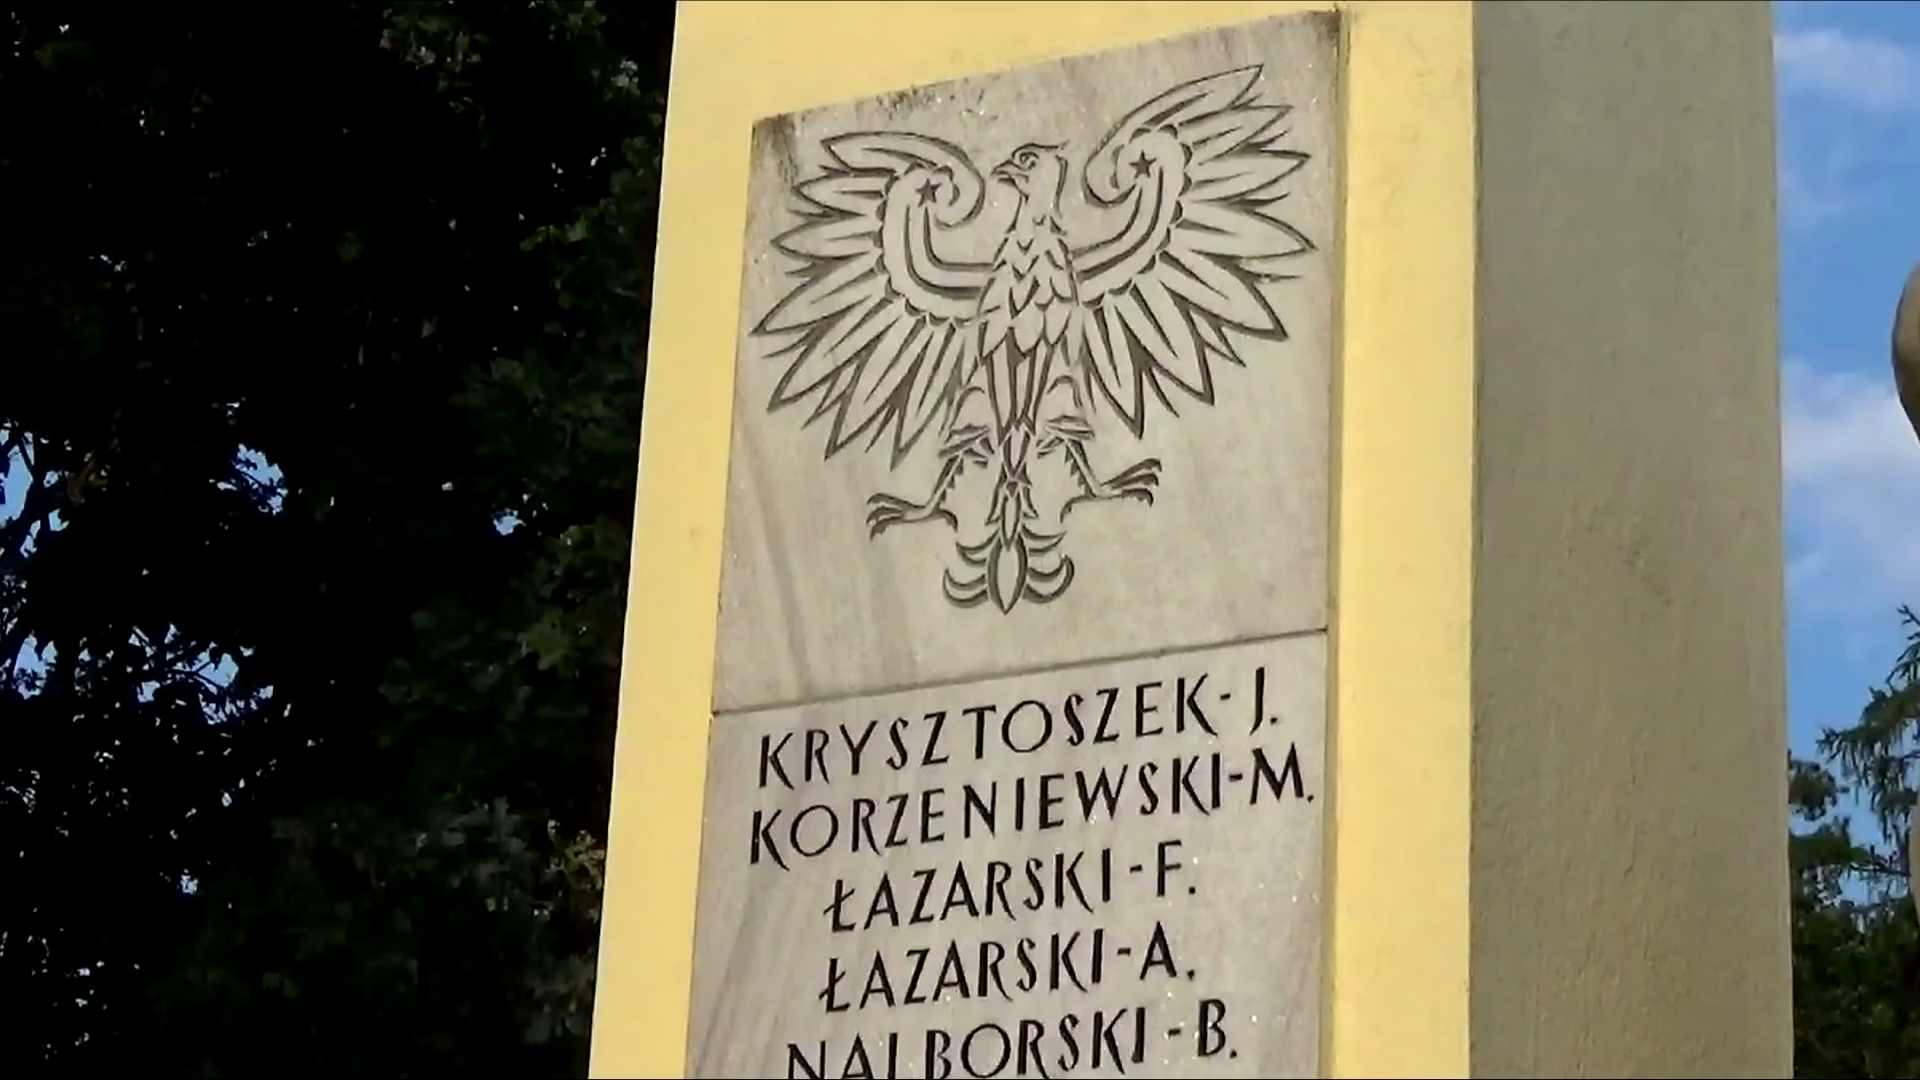 KRYSZTOSZEK-J.
KORZENIEWSKI-M.
ŁAZARSKI-F.
ŁAZARSKI-A.
NALBORSKI-B.